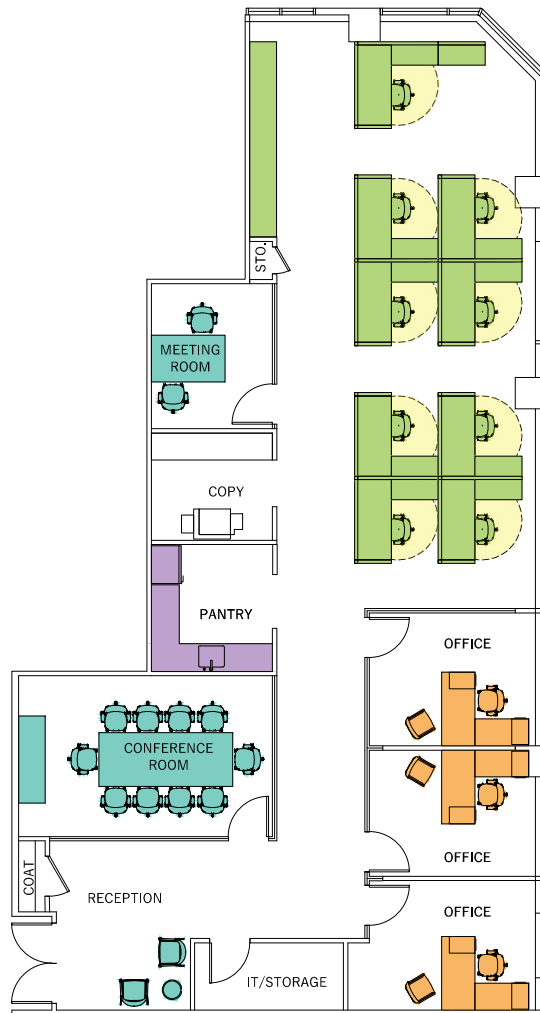 STO.
MEETING
ROOM
COPY
PANTRY
OFFICE
CONFERENCE
ROOM
OFFICE
COAT
RECEPTION
OFFICE
IT/STORAGE